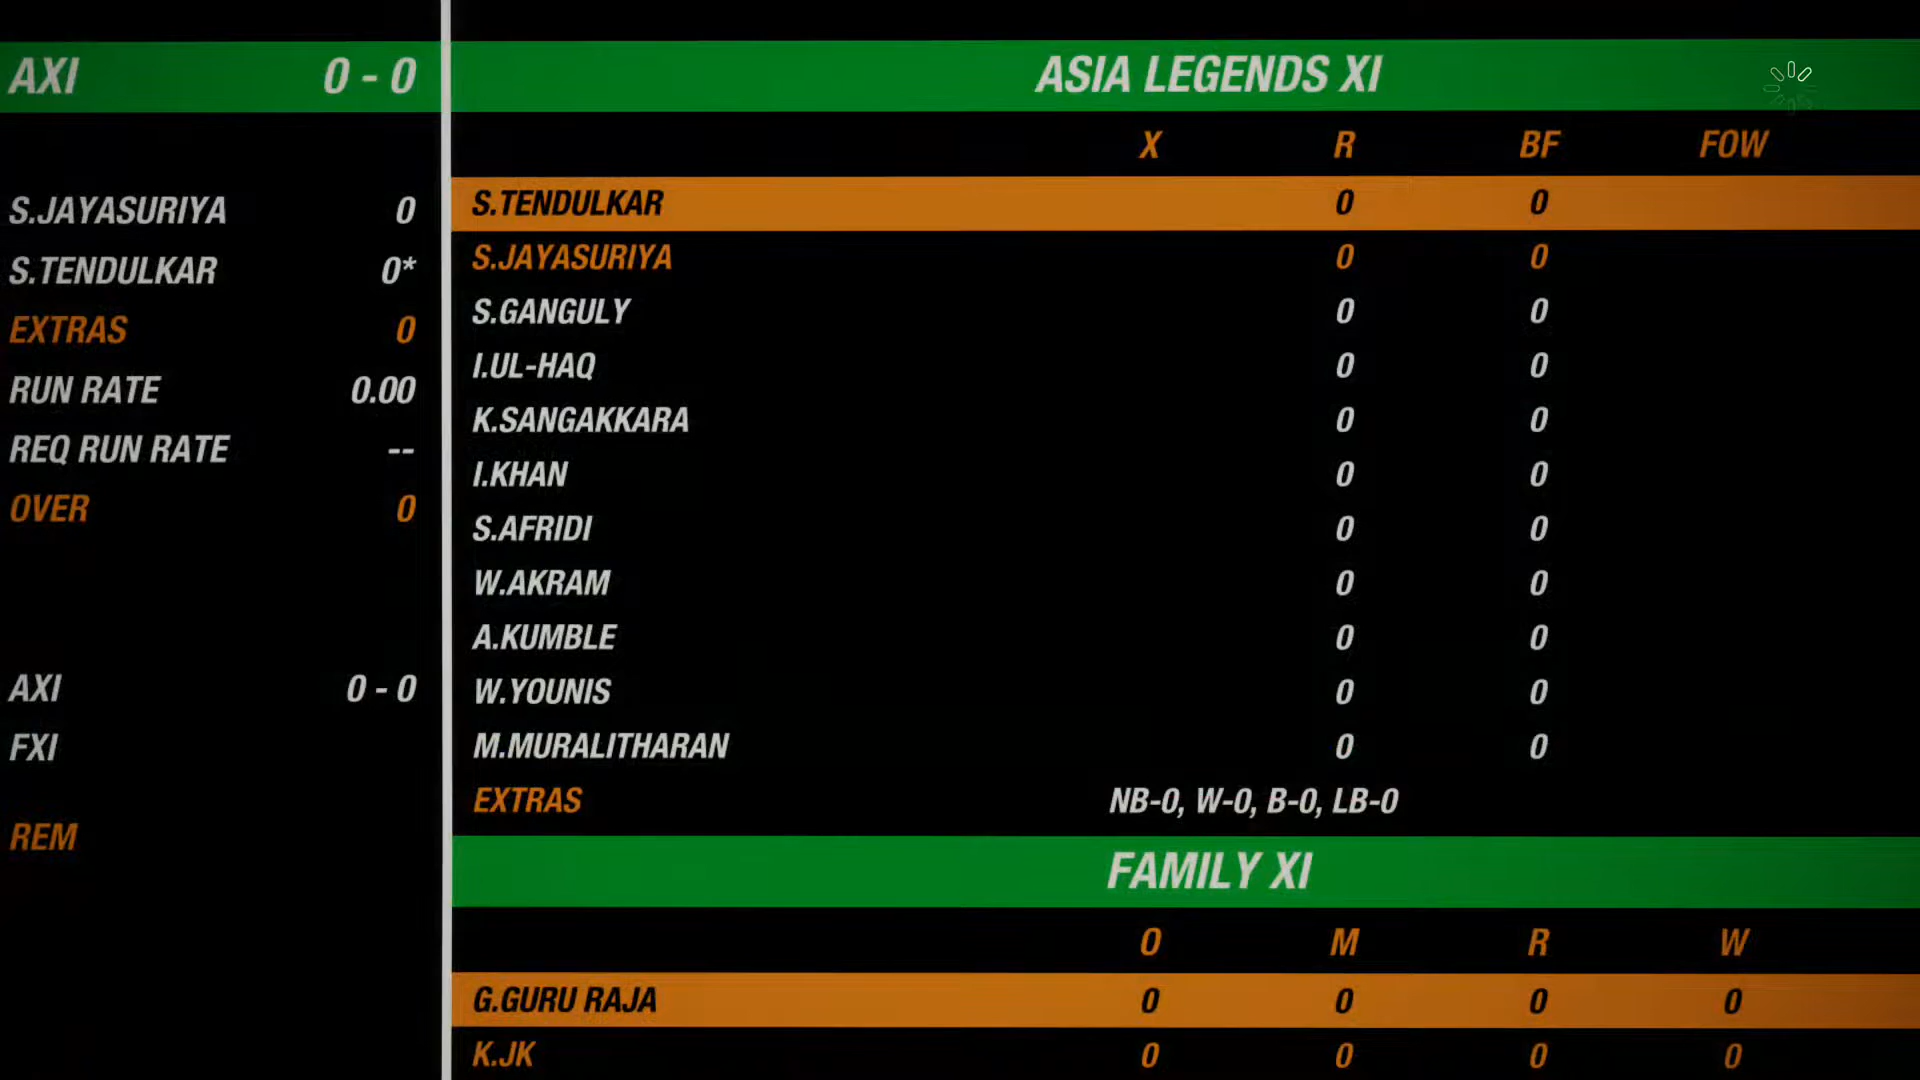 AXI 0 - 0
S.JAYASURIYA 0
S.TENDULKAR 0*
EXTRAS 0
RUN RATE 0.00
REQ RUN RATE --
OVER 0
AXI 0 - 0
FXI
REM
ASIA LEGENDS XI
X R BF FOW
S.TENDULKAR 0 0
S.JAYASURIYA 0 0
S.GANGULY 0 0
I.UL-HAQ 0 0
K.SANGAKKARA 0 0
I.KHAN 0 0
S.AFRIDI 0 0
W.AKRAM 0 0
A.KUMBLE 0 0
W.YOUNIS 0 0
M.MURALITHARAN 0 0
EXTRAS NB-0, W-0, B-0, LB-0
FAMILY XI
O M R W
G.GURU RAJA 0 0 0 0
K.JK 0 0 0 0